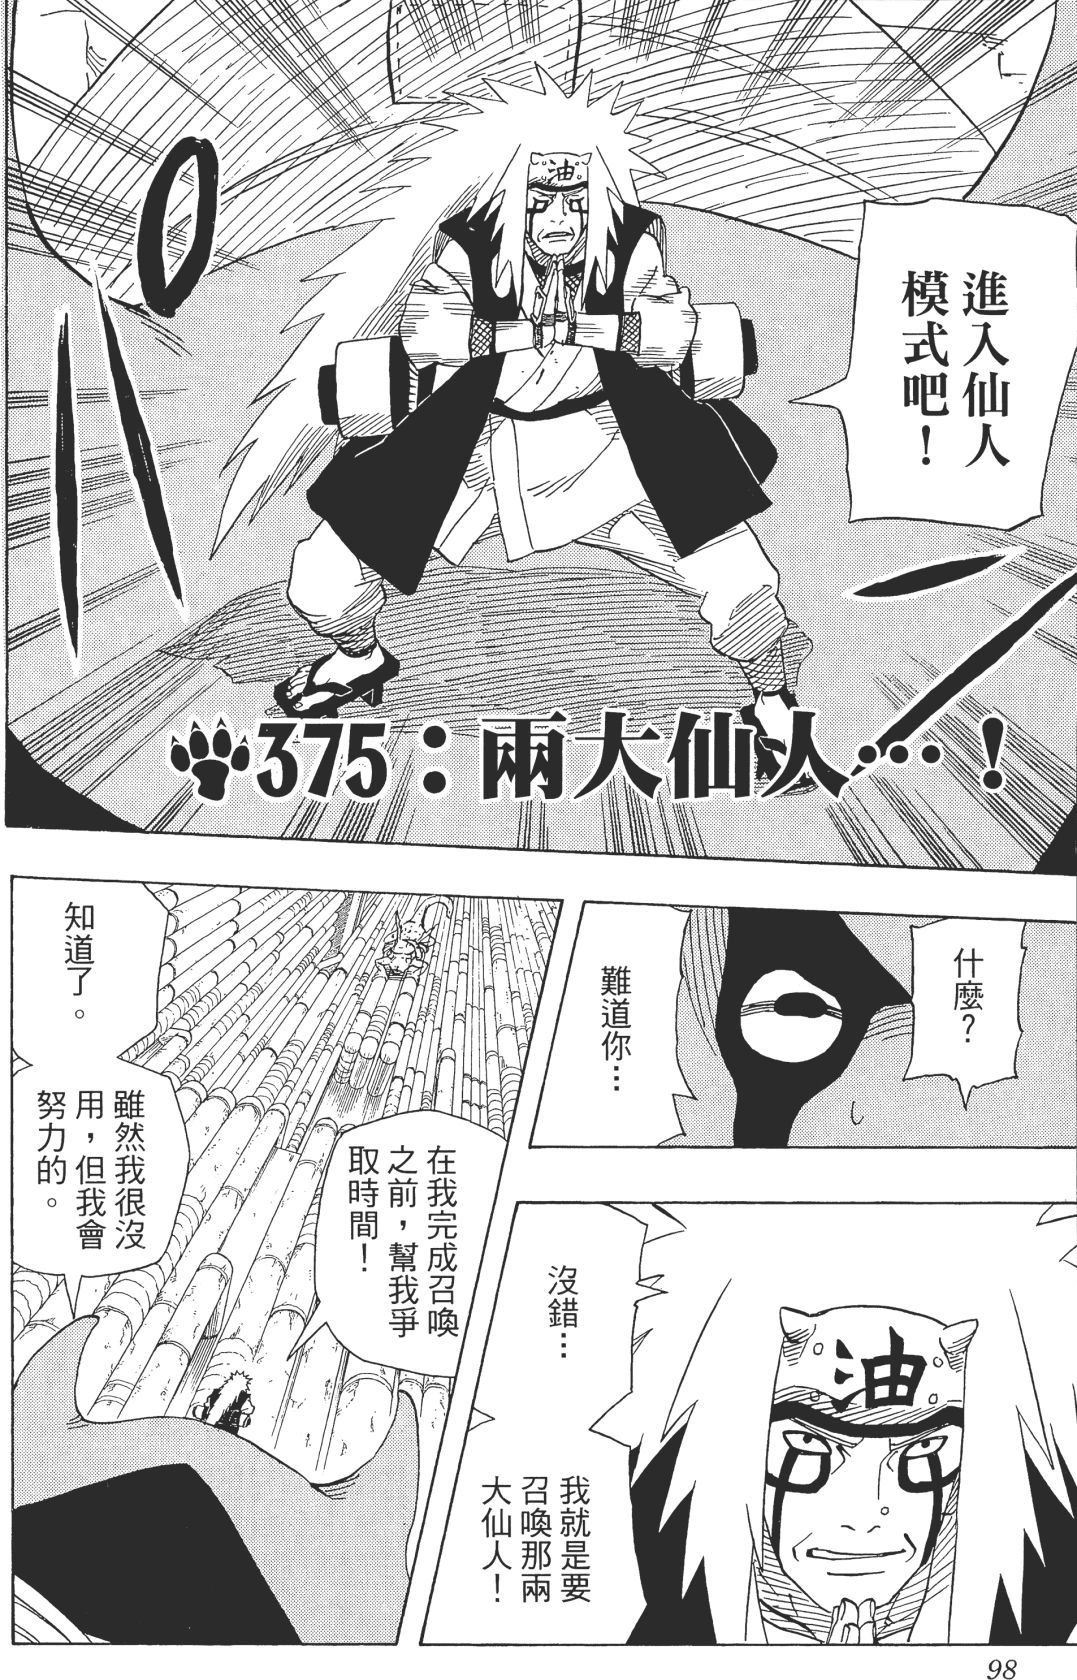 進入仙人
模式吧！
油
375：兩大仙人…！
什麼？
難道你…
油
沒錯…
我就是要
召喚那兩
大仙人！
在我完成召喚
之前，幫我爭
取時間！
知道了。
雖然我很沒
用，但我會
努力的。
98